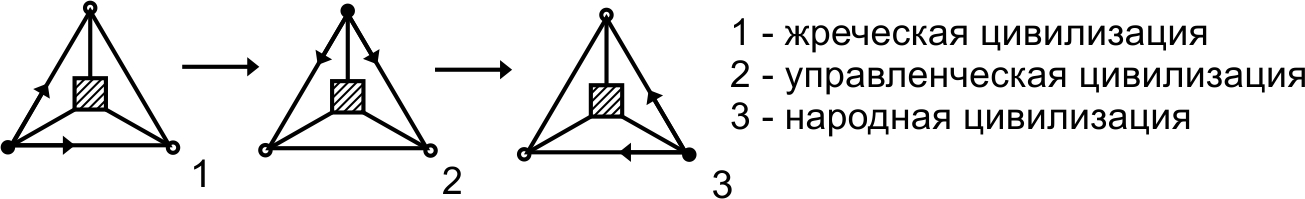 1 - жреческая цивилизация
2 - управленческая цивилизация
3 - народная цивилизация
1
2
3